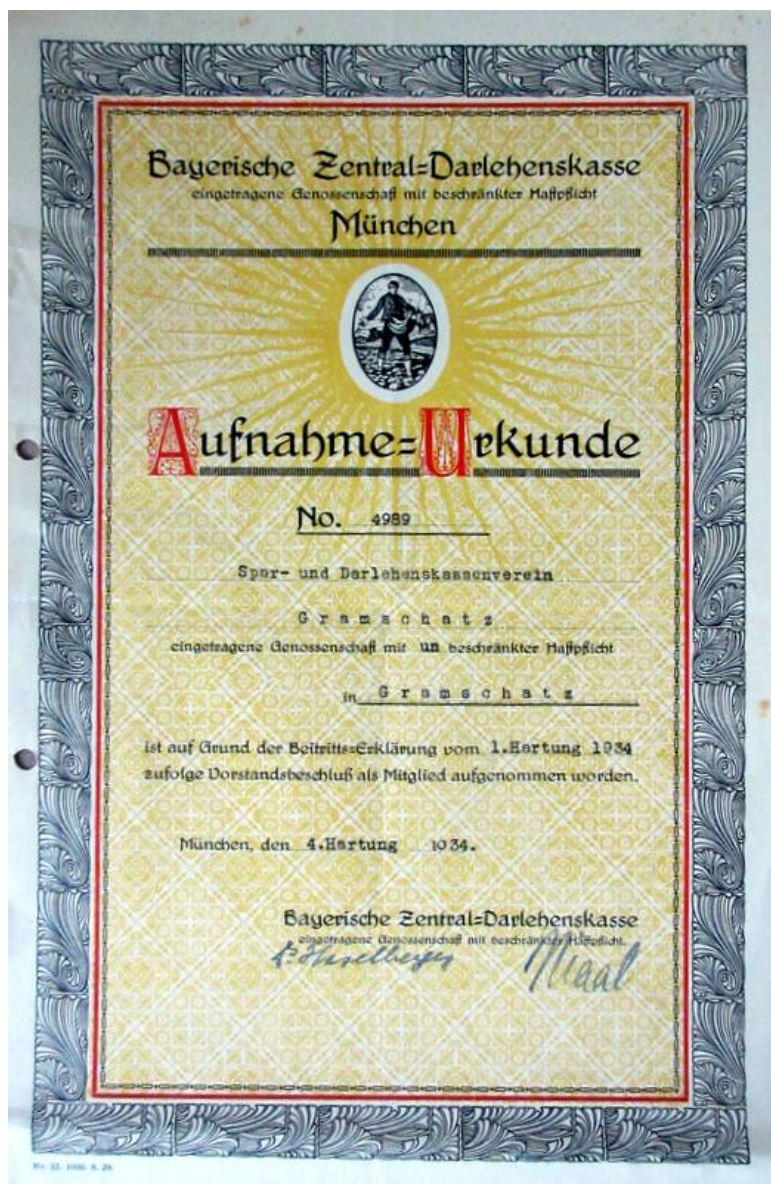 Bayerische Zentral=Darlehenskasse
eingetragene Genossenschaft mit beschränkter Haftpflicht
München
Aufnahme=Urkunde
No. 4989
Spar- und Darlehenskassenverein
Gramschatz
eingetragene Genossenschaft mit un beschränkter Haftpflicht
in Gramschatz
ist auf Grund der Beitritts=Erklärung vom 1.Hartung 1934
zufolge Vorstandsbeschluß als Mitglied aufgenommen worden.
München, den 4.Hartung 1934.
Bayerische Zentral=Darlehenskasse
eingetragene Genossenschaft mit beschränkter Haftpflicht.
Dr. Haselberger